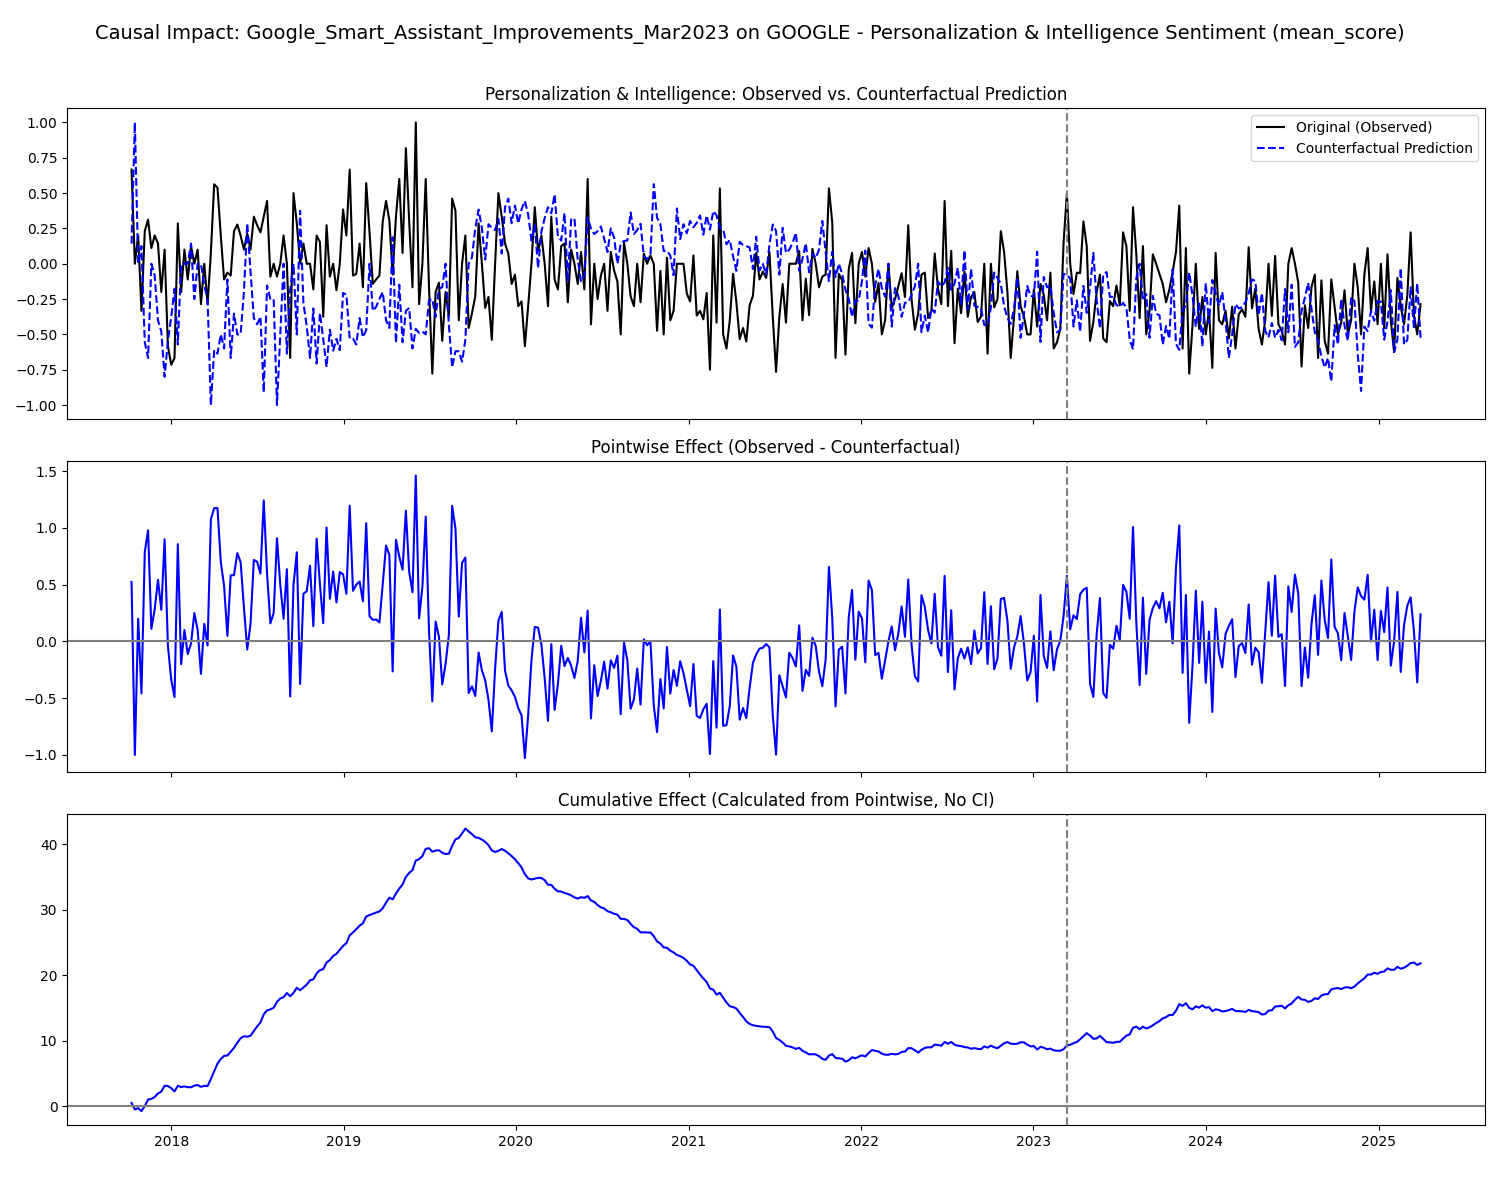 Causal Impact: Google_Smart_Assistant_Improvements_Mar2023 on GOOGLE - Personalization & Intelligence Sentiment (mean_score)
Personalization & Intelligence: Observed vs. Counterfactual Prediction
Original (Observed)
Counterfactual Prediction
1.00
0.75
0.50
0.25
0.00
−0.25
−0.50
−0.75
−1.00
Pointwise Effect (Observed - Counterfactual)
1.5
1.0
0.5
0.0
−0.5
−1.0
Cumulative Effect (Calculated from Pointwise, No CI)
40
30
20
10
0
2018 2019 2020 2021 2022 2023 2024 2025